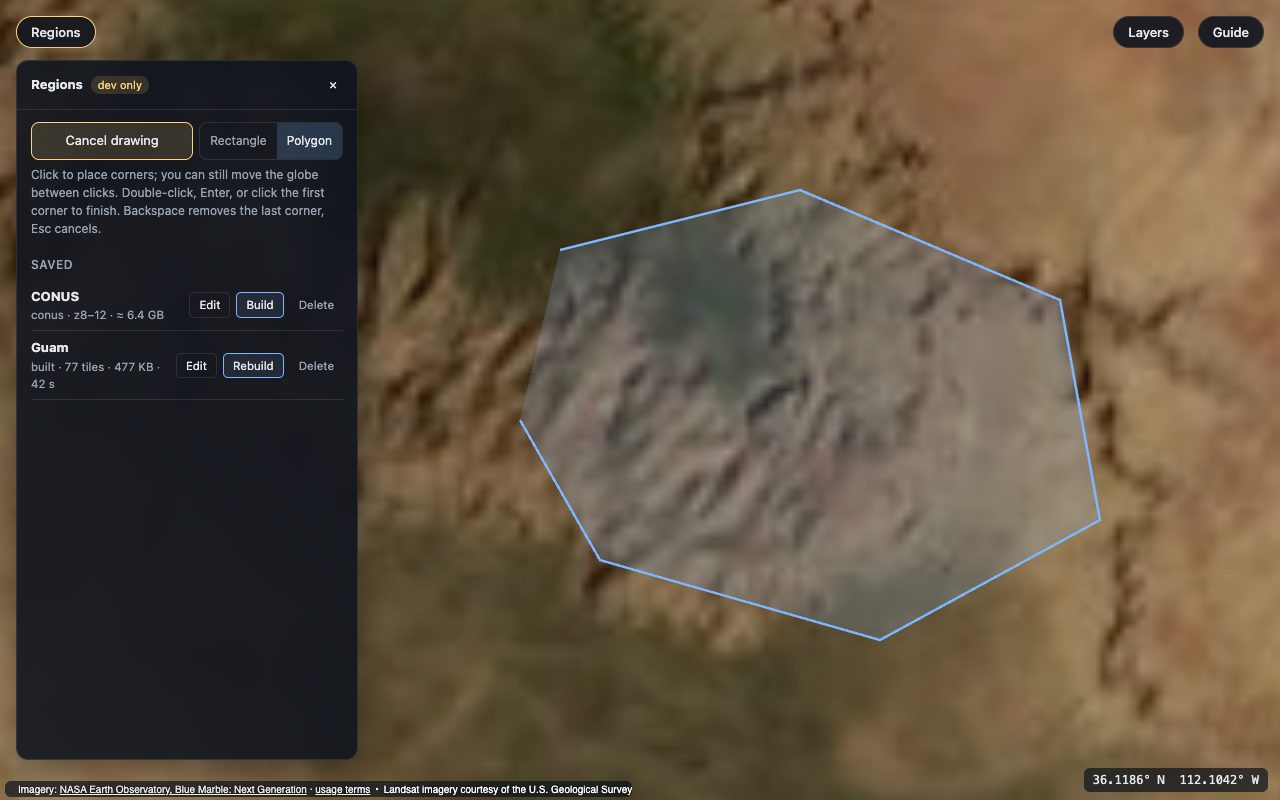 Regions
Layers
Guide
Regions dev only ×
Cancel drawing
Rectangle
Polygon
Click to place corners; you can still move the globe
between clicks. Double-click, Enter, or click the first
corner to finish. Backspace removes the last corner,
Esc cancels.
SAVED
CONUS
conus · z8–12 · ≈ 6.4 GB
Edit
Build
Delete
Guam
built · 77 tiles · 477 KB ·
42 s
Edit
Rebuild
Delete
Imagery: NASA Earth Observatory, Blue Marble: Next Generation · usage terms • Landsat imagery courtesy of the U.S. Geological Survey
36.1186° N 112.1042° W